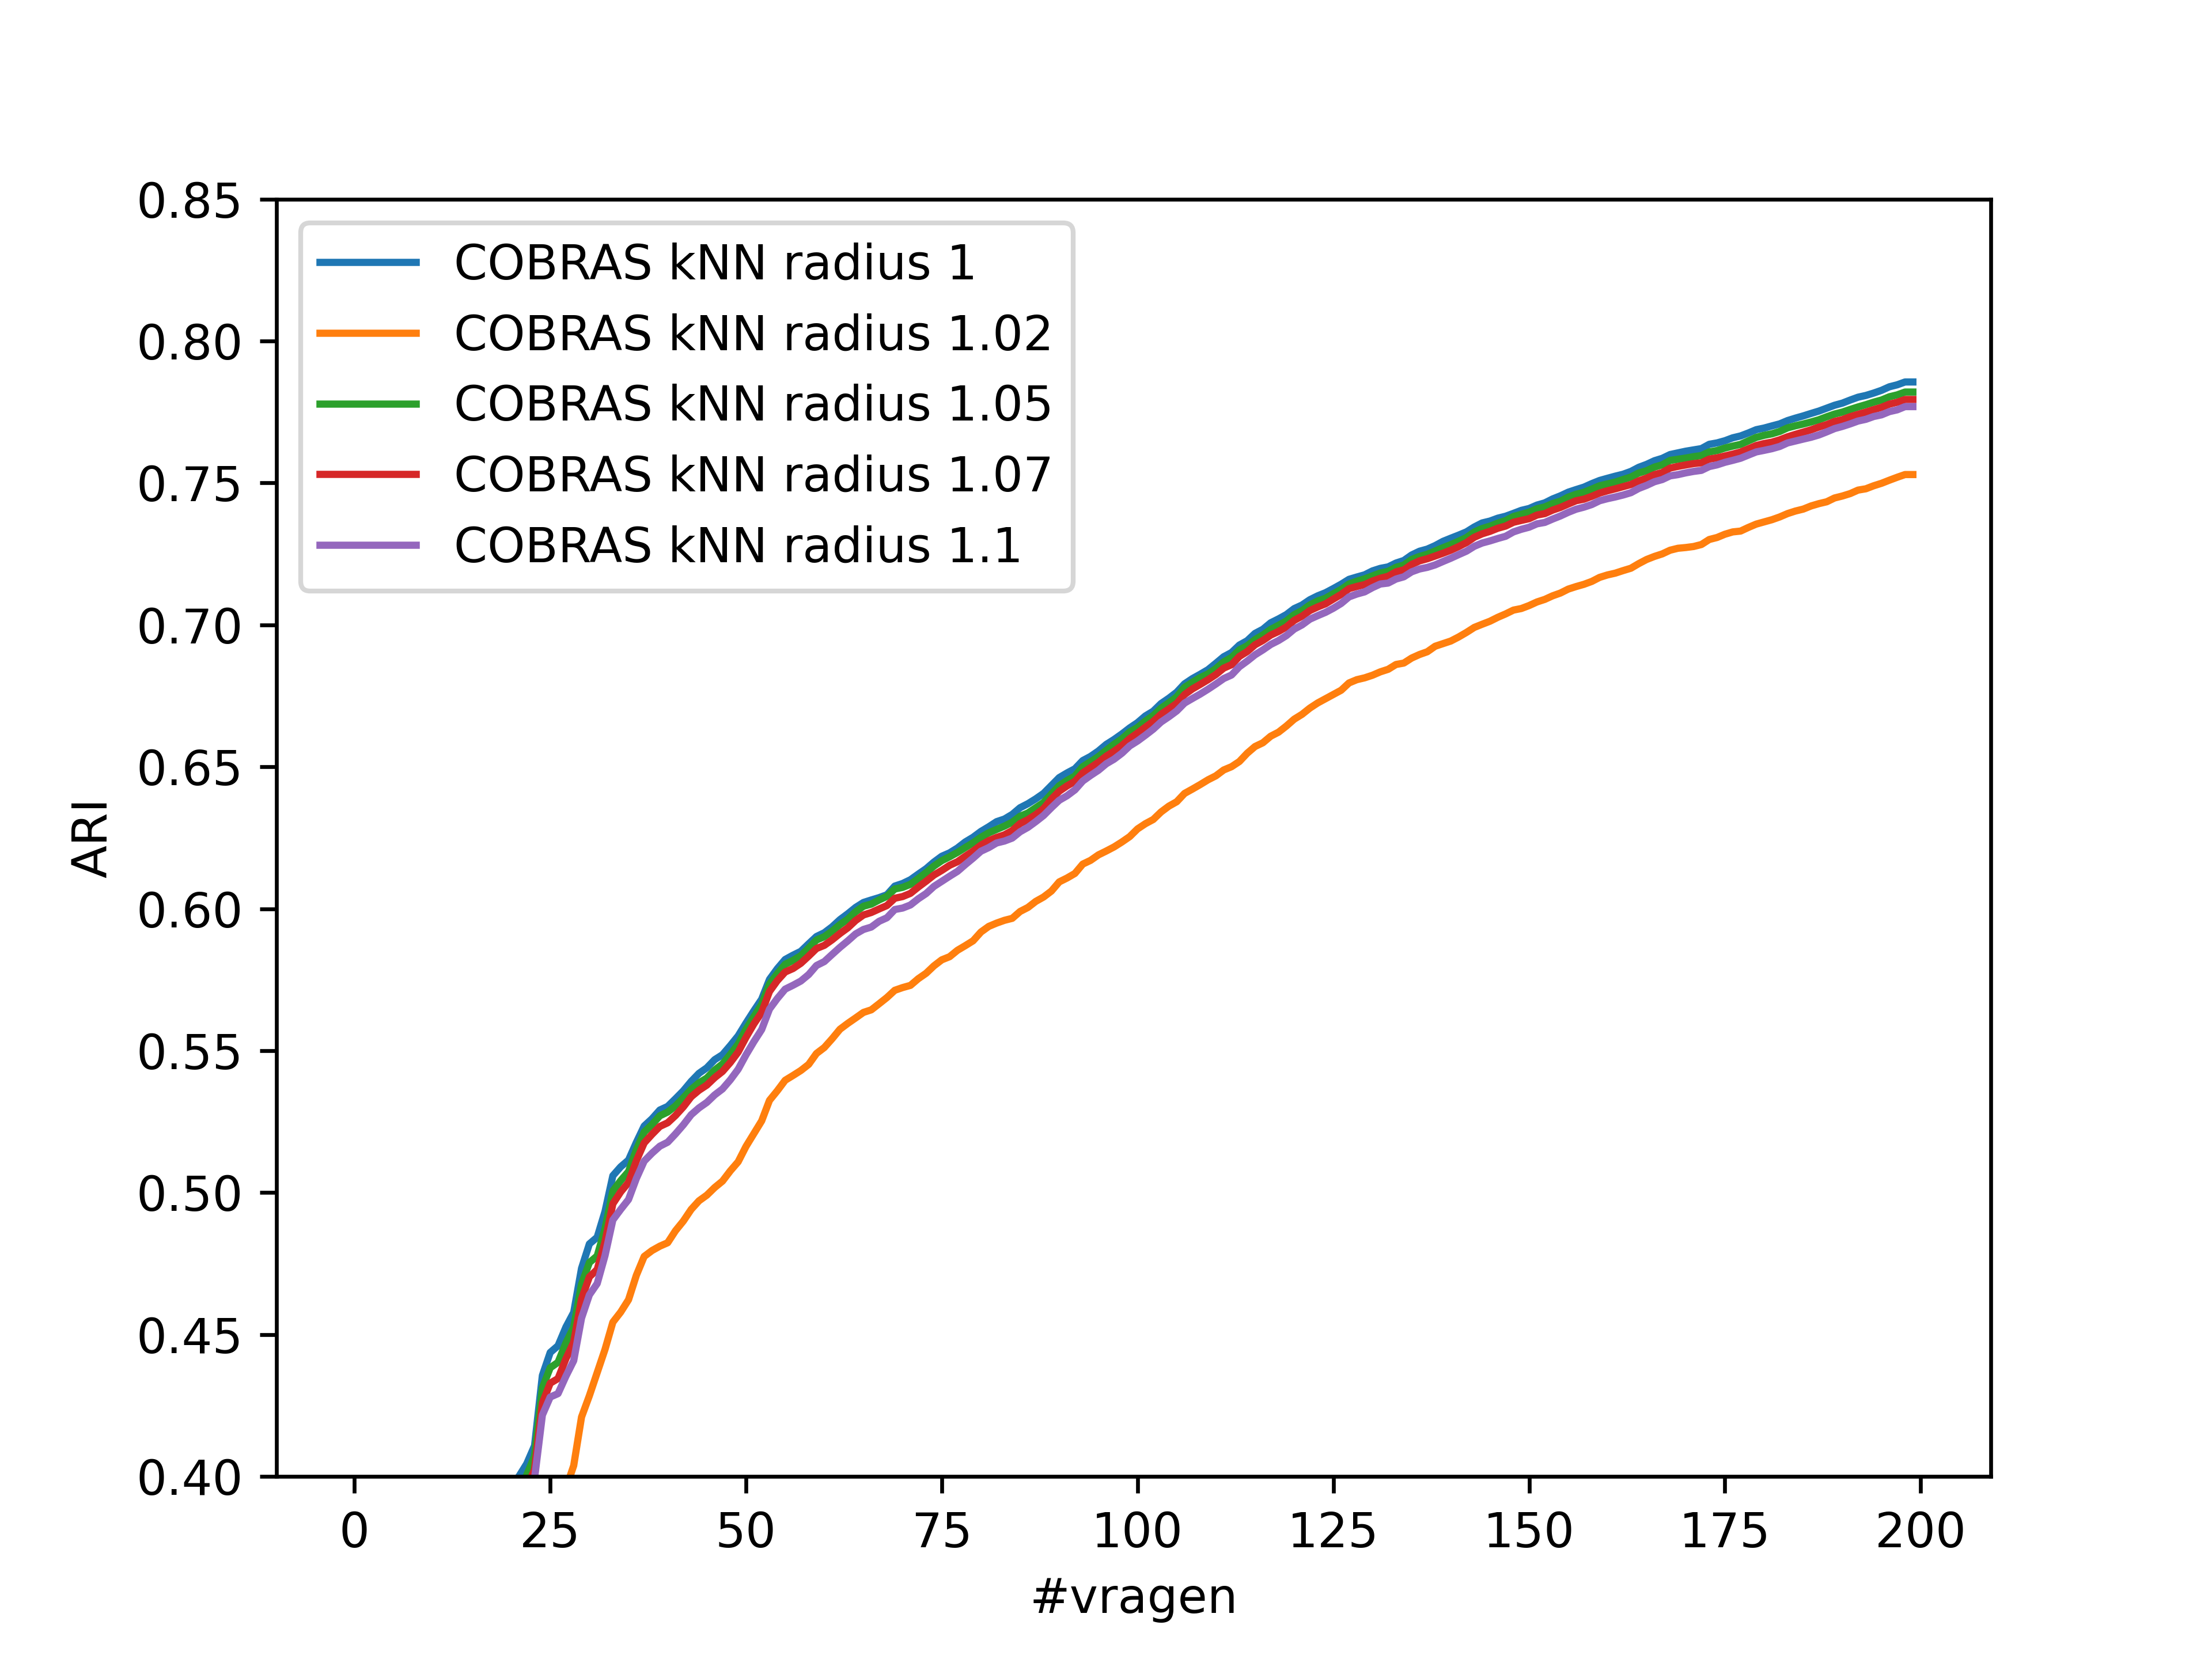 0.85
0.80
0.75
0.70
0.65
0.60
0.55
0.50
0.45
0.40
ARI
COBRAS kNN radius 1
COBRAS kNN radius 1.02
COBRAS kNN radius 1.05
COBRAS kNN radius 1.07
COBRAS kNN radius 1.1
0 25 50 75 100 125 150 175 200
#vragen